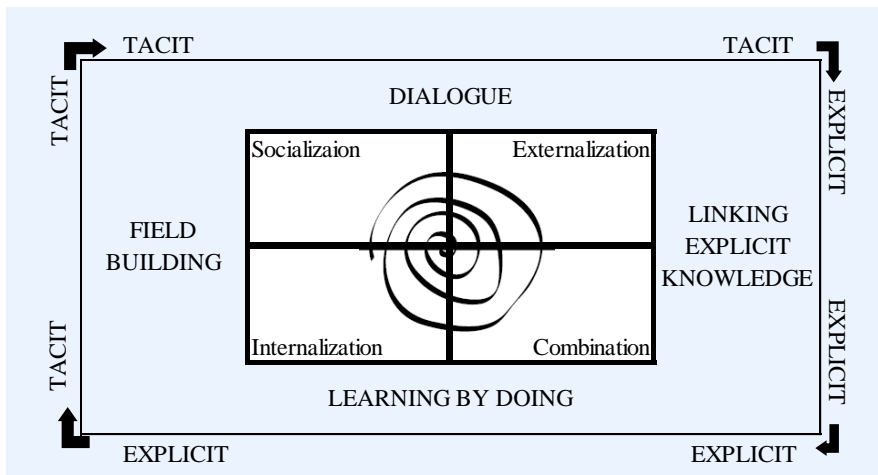 TACIT
TACIT
TACIT
EXPLICIT
DIALOGUE
Socializaion
Externalization
FIELD
BUILDING
LINKING
EXPLICIT
KNOWLEDGE
Internalization
Combination
TACIT
EXPLICIT
LEARNING BY DOING
EXPLICIT
EXPLICIT